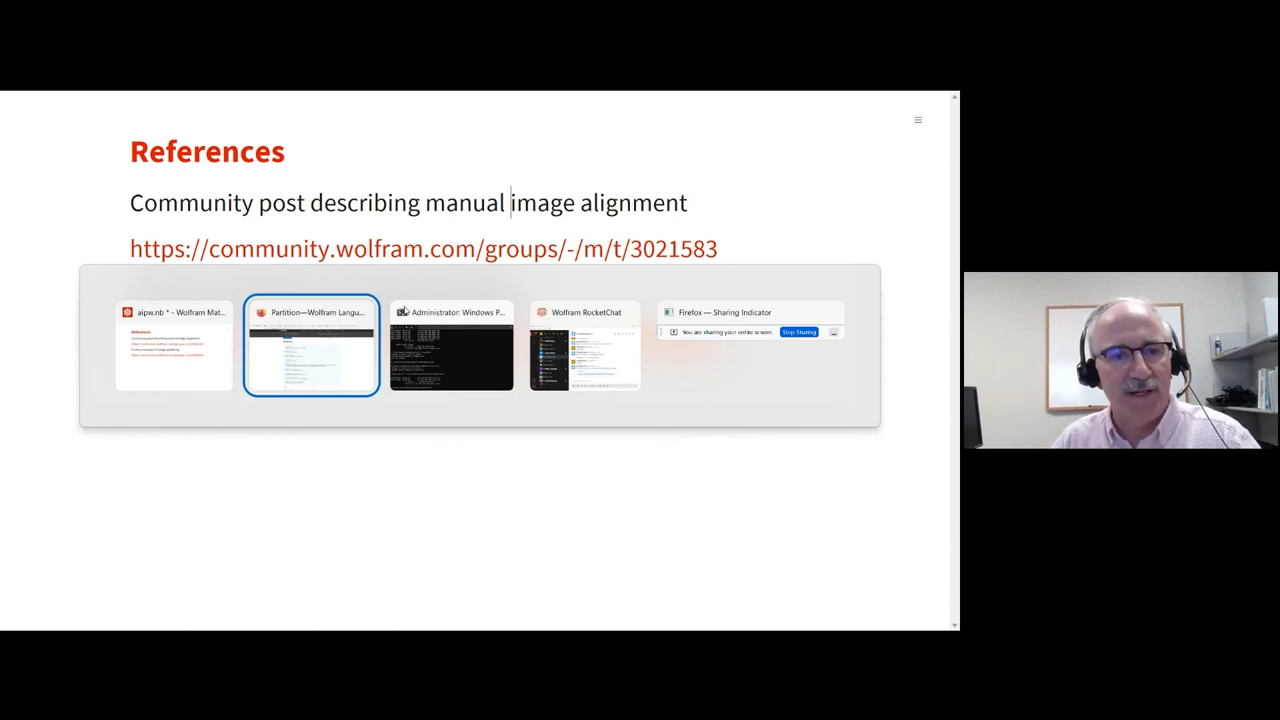 References
Community post describing manual image alignment
https://community.wolfram.com/groups/-/m/t/3021583
aipw.nb * - Wolfram Mat...
Partition—Wolfram Langu...
Administrator: Windows P...
Wolfram RocketChat
Firefox — Sharing Indicator
You are sharing your entire screen.
Stop Sharing
References